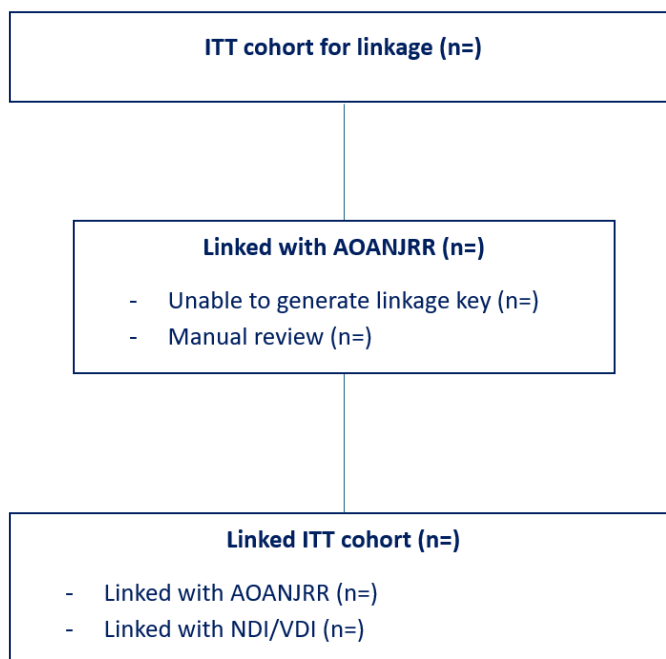 ITT cohort for linkage (n=)
Linked with AOANJRR (n=)
- Unable to generate linkage key (n=)
- Manual review (n=)
Linked ITT cohort (n=)
- Linked with AOANJRR (n=)
- Linked with NDI/VDI (n=)